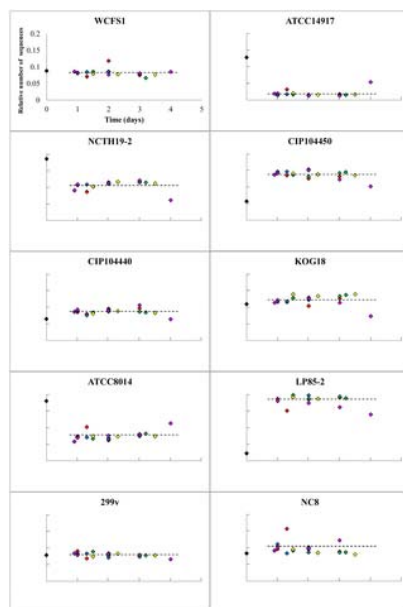 WCFS1
ATCC14917
0.2
0.15
0.1
0.05
0
Relative number of sequences
0 1 2 3 4 5
Time (days)
NCTH19-2
CIP104450
CIP104440
KOG18
ATCC8014
LP85-2
299v
NC8